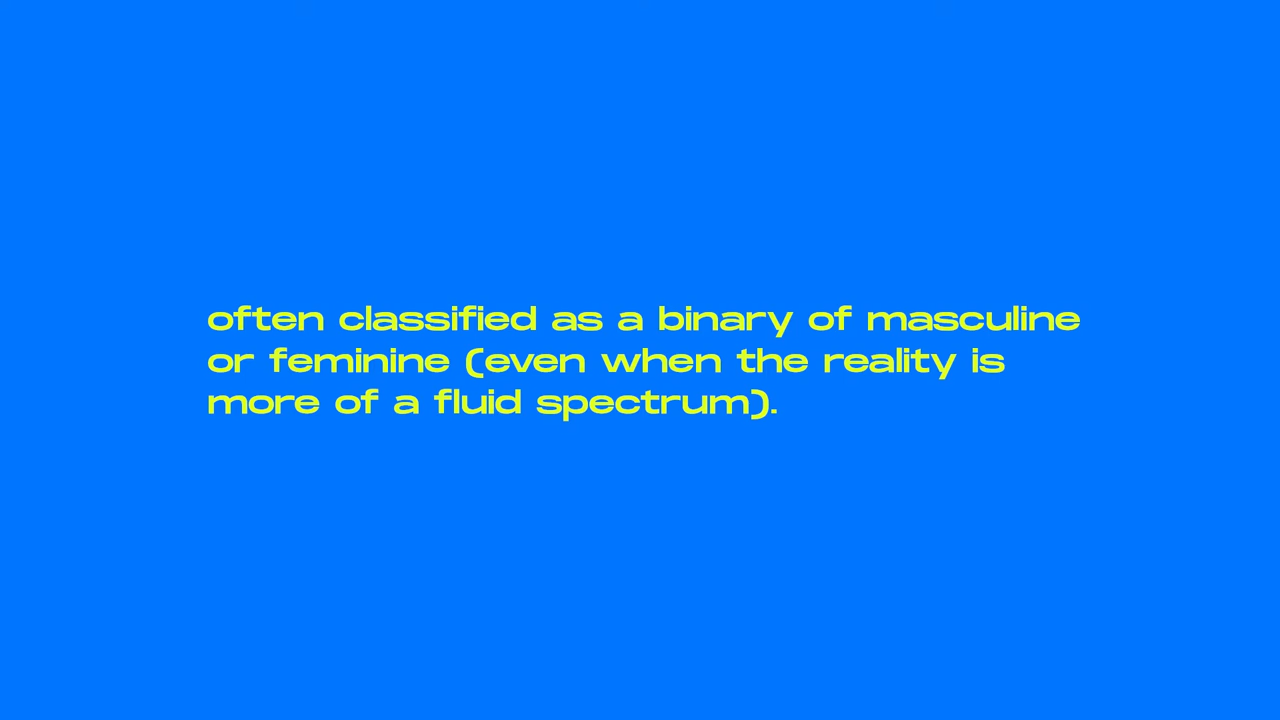 often classified as a binary of masculine
or feminine (even when the reality is
more of a fluid spectrum).